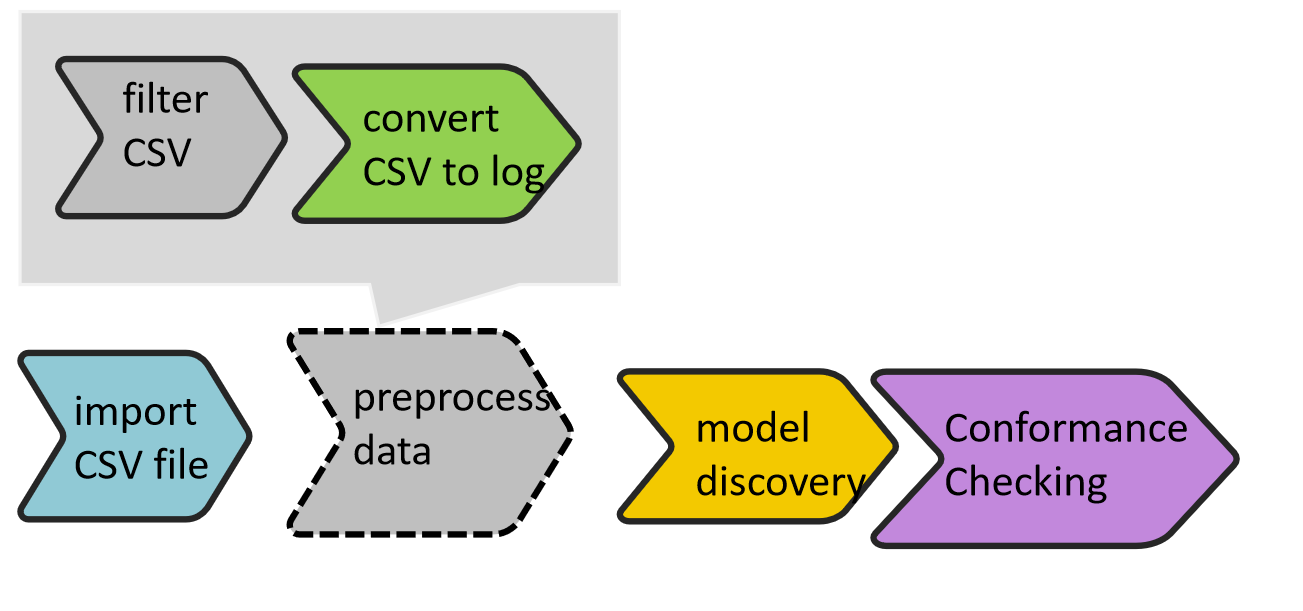 filter
CSV
convert
CSV to log
import
CSV file
preprocess
data
model
discovery
Conformance
Checking